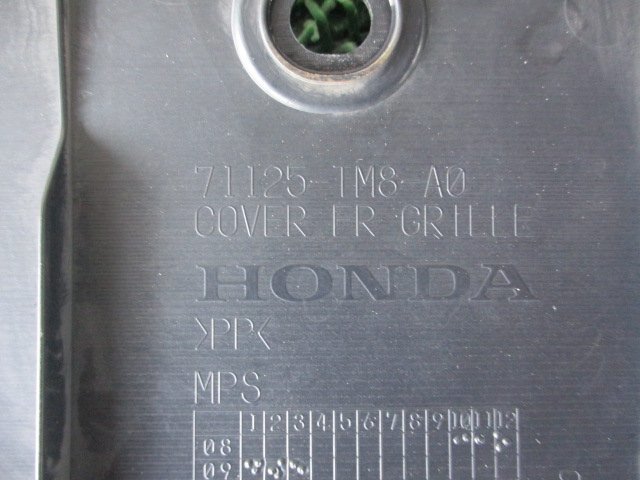 71125-TM8-A0
COVER FR GRILLE
HONDA
>PP<
MPS
1 2 3 4 5 6 7 8 9 10 11 12
08
09